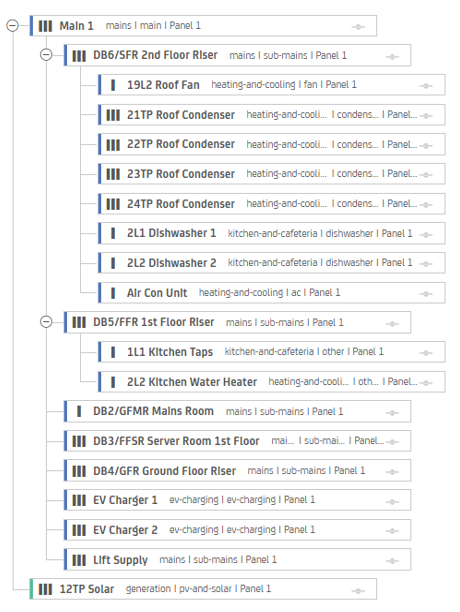 Main 1 mains I main I Panel 1
DB6/SFR 2nd Floor Riser mains I sub-mains I Panel 1
19L2 Roof Fan heating-and-cooling I fan I Panel 1
21TP Roof Condenser heating-and-cooli... I condens... I Panel...
22TP Roof Condenser heating-and-cooli... I condens... I Panel...
23TP Roof Condenser heating-and-cooli... I condens... I Panel...
24TP Roof Condenser heating-and-cooli... I condens... I Panel...
2L1 Dishwasher 1 kitchen-and-cafeteria I dishwasher I Panel 1
2L2 Dishwasher 2 kitchen-and-cafeteria I dishwasher I Panel 1
Air Con Unit heating-and-cooling I ac I Panel 1
DB5/FFR 1st Floor Riser mains I sub-mains I Panel 1
1L1 Kitchen Taps kitchen-and-cafeteria I other I Panel 1
2L2 Kitchen Water Heater heating-and-cooli... I oth... I Panel...
DB2/GFMR Mains Room mains I sub-mains I Panel 1
DB3/FFSR Server Room 1st Floor mai... I sub-mai... I Panel...
DB4/GFR Ground Floor Riser mains I sub-mains I Panel 1
EV Charger 1 ev-charging I ev-charging I Panel 1
EV Charger 2 ev-charging I ev-charging I Panel 1
Lift Supply mains I sub-mains I Panel 1
12TP Solar generation I pv-and-solar I Panel 1